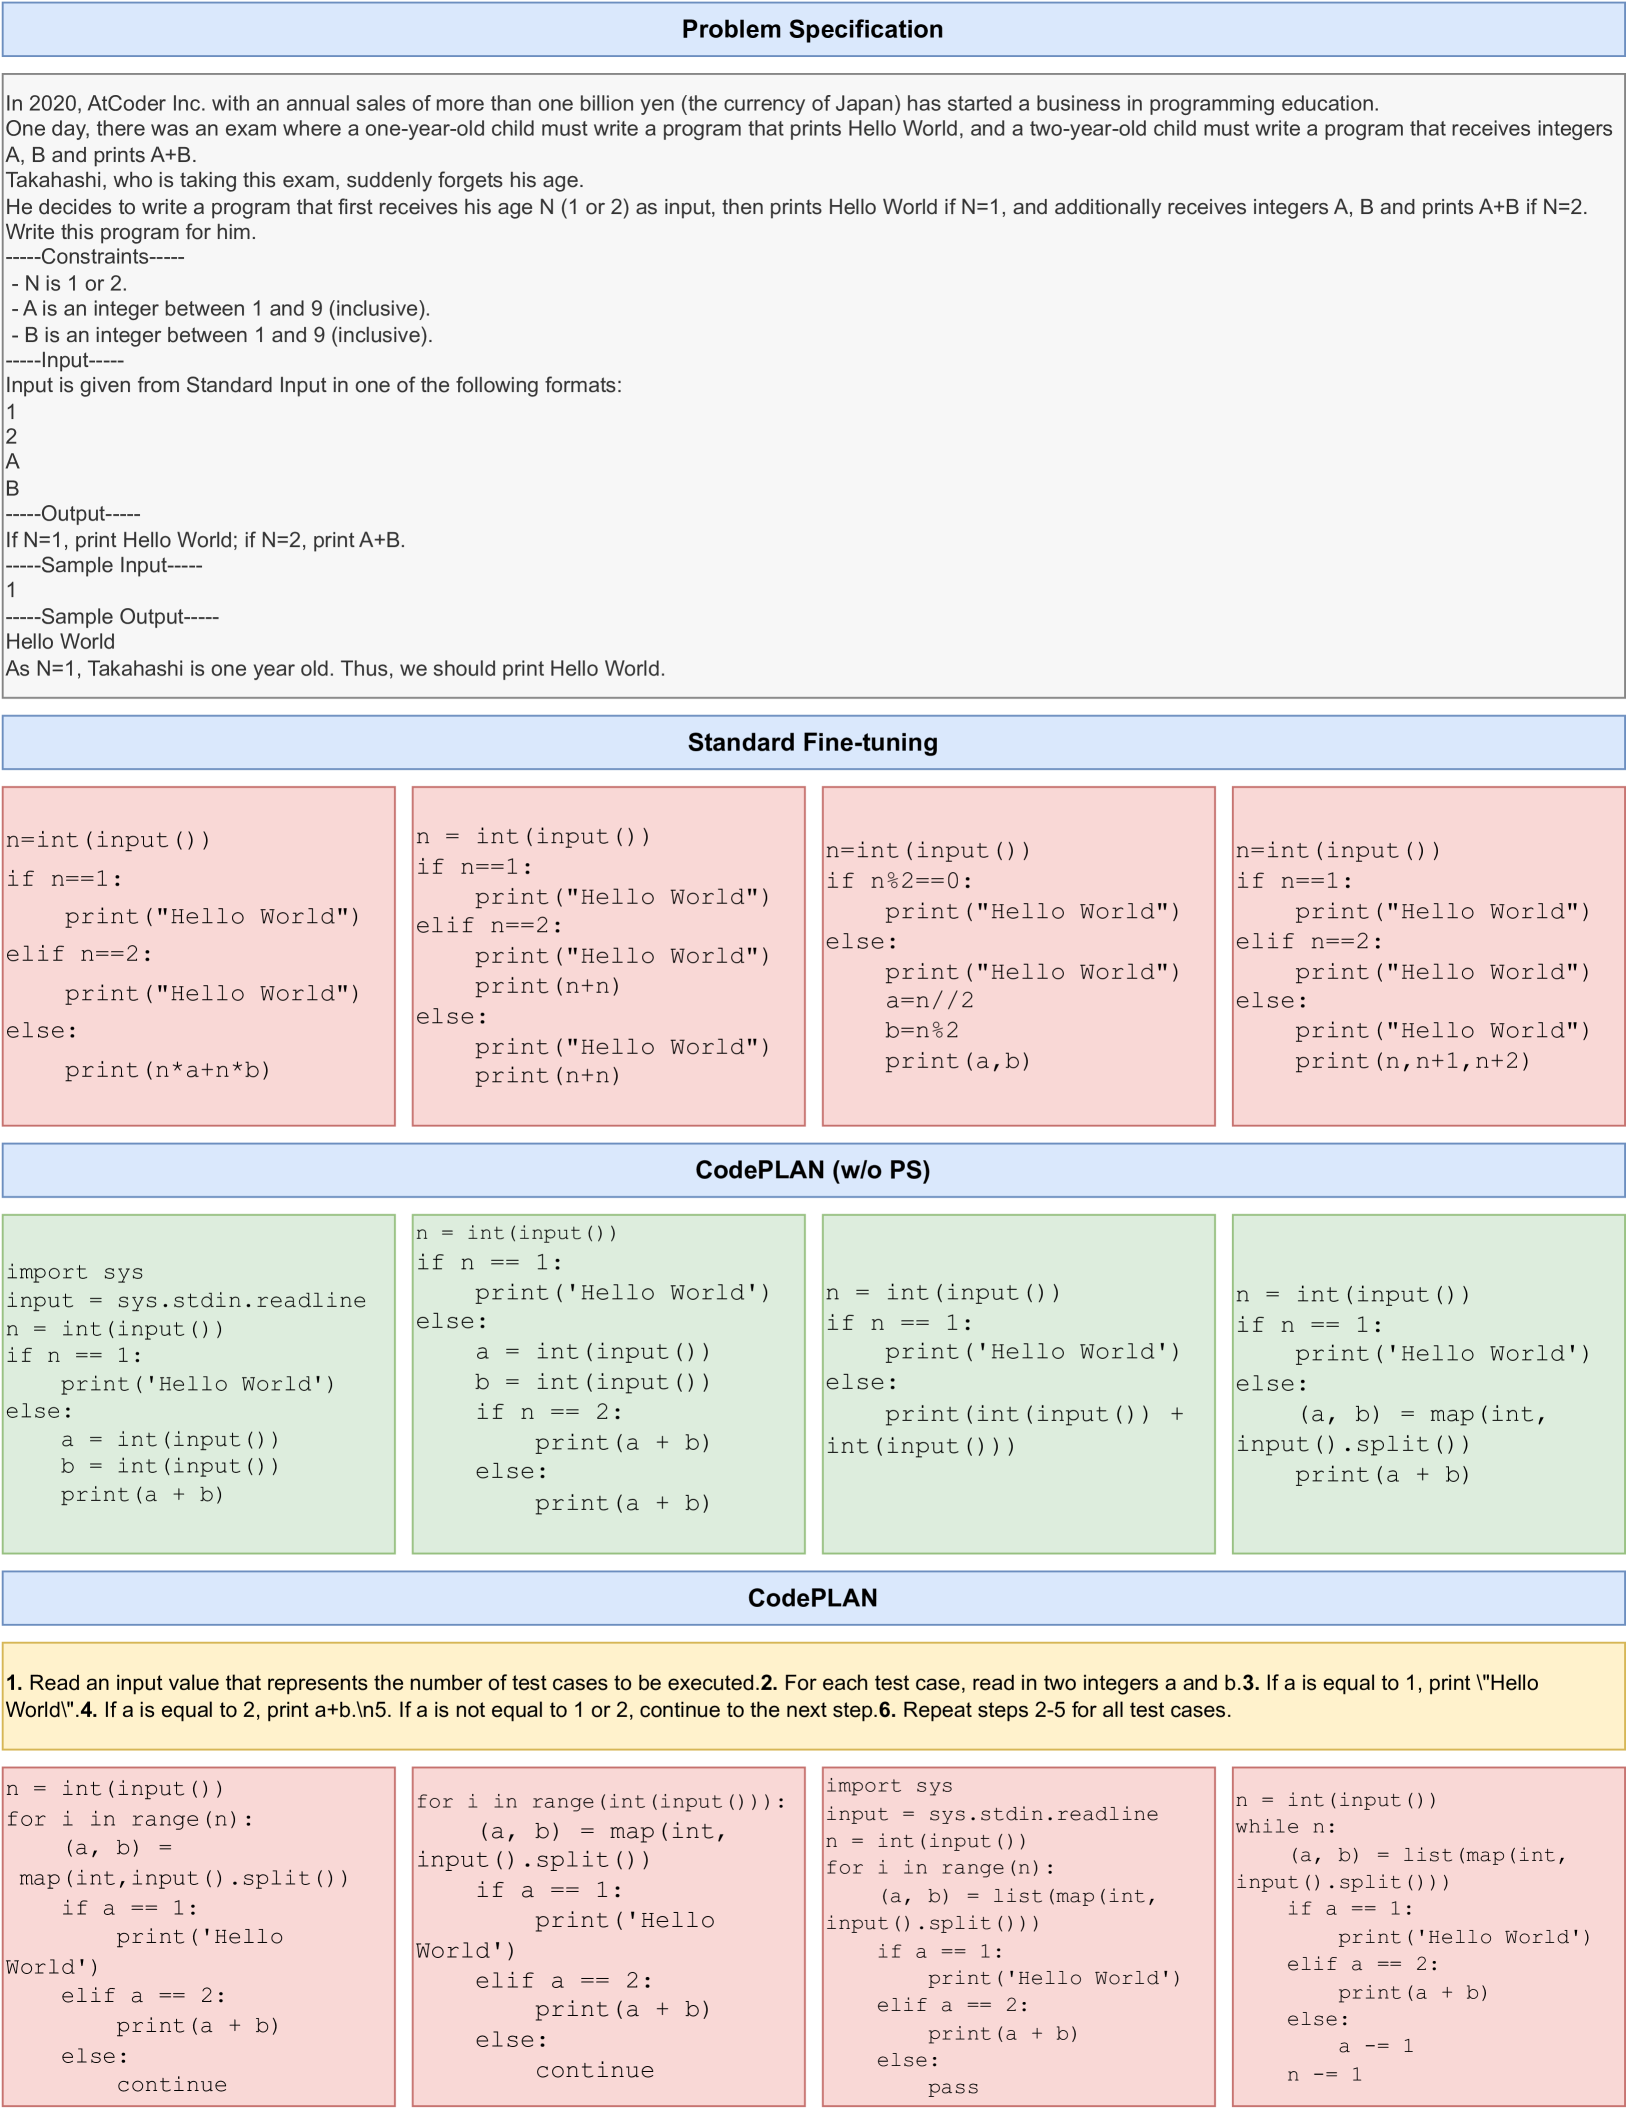 Problem Specification
In 2020, AtCoder Inc. with an annual sales of more than one billion yen (the currency of Japan) has started a business in programming education.
One day, there was an exam where a one-year-old child must write a program that prints Hello World, and a two-year-old child must write a program that receives integers
A, B and prints A+B.
Takahashi, who is taking this exam, suddenly forgets his age.
He decides to write a program that first receives his age N (1 or 2) as input, then prints Hello World if N=1, and additionally receives integers A, B and prints A+B if N=2.
Write this program for him.
-----Constraints-----
- N is 1 or 2.
- A is an integer between 1 and 9 (inclusive).
- B is an integer between 1 and 9 (inclusive).
-----Input-----
Input is given from Standard Input in one of the following formats:
1
2
A
B
-----Output-----
If N=1, print Hello World; if N=2, print A+B.
-----Sample Input-----
1
-----Sample Output-----
Hello World
As N=1, Takahashi is one year old. Thus, we should print Hello World.
Standard Fine-tuning
n=int(input())
if n==1:
    print("Hello World")
elif n==2:
    print("Hello World")
else:
    print(n*a+n*b)
n = int(input())
if n==1:
    print("Hello World")
elif n==2:
    print("Hello World")
    print(n+n)
else:
    print("Hello World")
    print(n+n)
n=int(input())
if n%2==0:
    print("Hello World")
else:
    print("Hello World")
    a=n//2
    b=n%2
    print(a,b)
n=int(input())
if n==1:
    print("Hello World")
elif n==2:
    print("Hello World")
else:
    print("Hello World")
    print(n,n+1,n+2)
CodePLAN (w/o PS)
import sys
input = sys.stdin.readline
n = int(input())
if n == 1:
    print('Hello World')
else:
    a = int(input())
    b = int(input())
    print(a + b)
n = int(input())
if n == 1:
    print('Hello World')
else:
    a = int(input())
    b = int(input())
    if n == 2:
        print(a + b)
    else:
        print(a + b)
n = int(input())
if n == 1:
    print('Hello World')
else:
    print(int(input()) +
int(input()))
n = int(input())
if n == 1:
    print('Hello World')
else:
    (a, b) = map(int,
input().split())
    print(a + b)
CodePLAN
1. Read an input value that represents the number of test cases to be executed.2. For each test case, read in two integers a and b.3. If a is equal to 1, print \"Hello
World\".4. If a is equal to 2, print a+b.\n5. If a is not equal to 1 or 2, continue to the next step.6. Repeat steps 2-5 for all test cases.
n = int(input())
for i in range(n):
    (a, b) =
map(int,input().split())
    if a == 1:
        print('Hello
World')
    elif a == 2:
        print(a + b)
    else:
        continue
for i in range(int(input())):
    (a, b) = map(int,
input().split())
    if a == 1:
        print('Hello
World')
    elif a == 2:
        print(a + b)
    else:
        continue
import sys
input = sys.stdin.readline
n = int(input())
for i in range(n):
    (a, b) = list(map(int,
input().split()))
    if a == 1:
        print('Hello World')
    elif a == 2:
        print(a + b)
    else:
        pass
n = int(input())
while n:
    (a, b) = list(map(int,
input().split()))
    if a == 1:
        print('Hello World')
    elif a == 2:
        print(a + b)
    else:
        a -= 1
    n -= 1